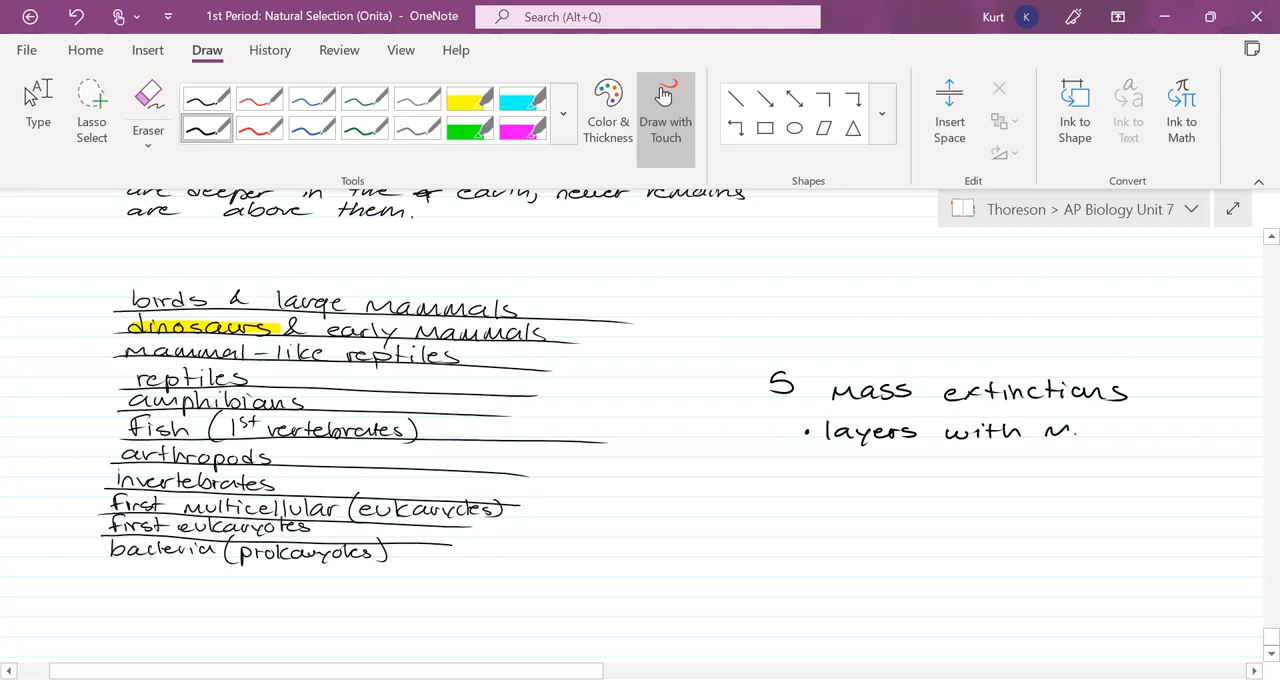 1st Period: Natural Selection (Onita) - OneNote
Search (Alt+Q)
Kurt K
File Home Insert Draw History Review View Help
Type
Lasso Select
Eraser
Color & Thickness
Draw with Touch
Insert Space
Ink to Shape
Ink to Text
Ink to Math
Tools
Shapes
Edit
Convert
Thoreson > AP Biology Unit 7
are deeper in the earth, newer remains
are above them.
birds & large mammals
dinosaurs & early mammals
mammal-like reptiles
reptiles
amphibians
fish (1st vertebrates)
arthropods
invertebrates
first multicellular (eukaryotes)
first eukaryotes
bacteria (prokaryotes)
5 mass extinctions
• layers with